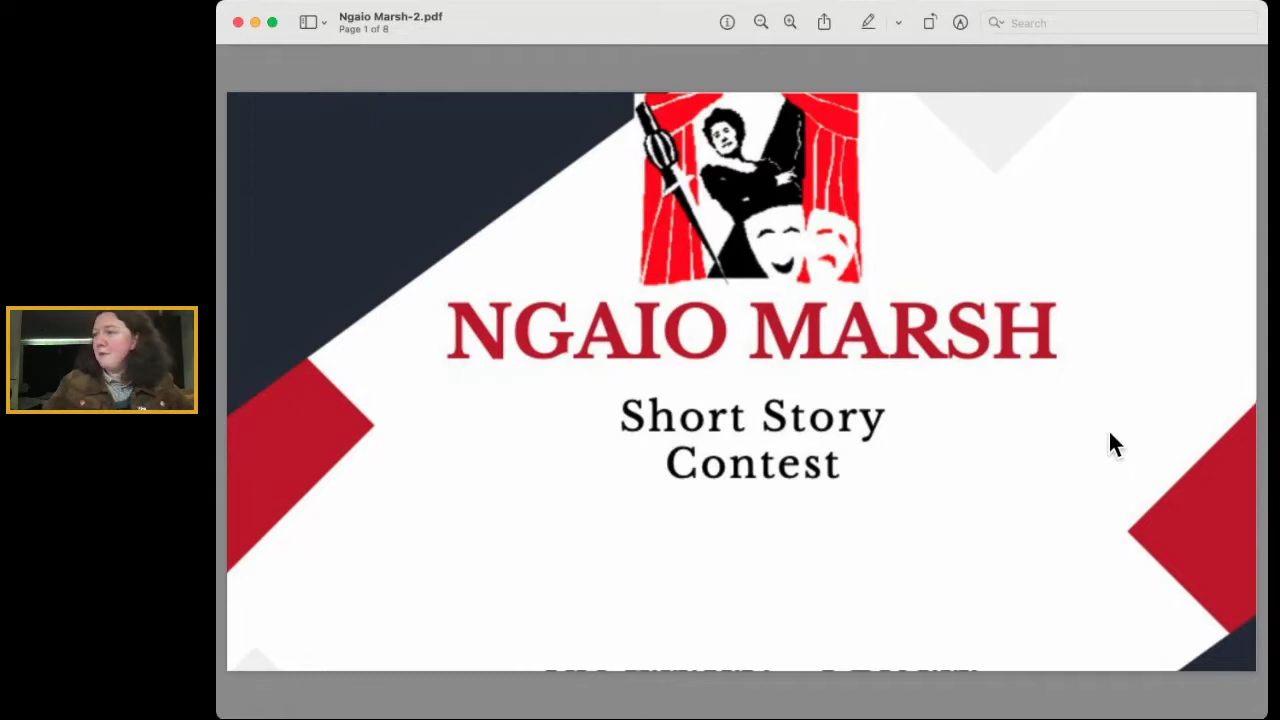 Ngaio Marsh-2.pdf
Page 1 of 8
Search
NGAIO MARSH
Short Story
Contest